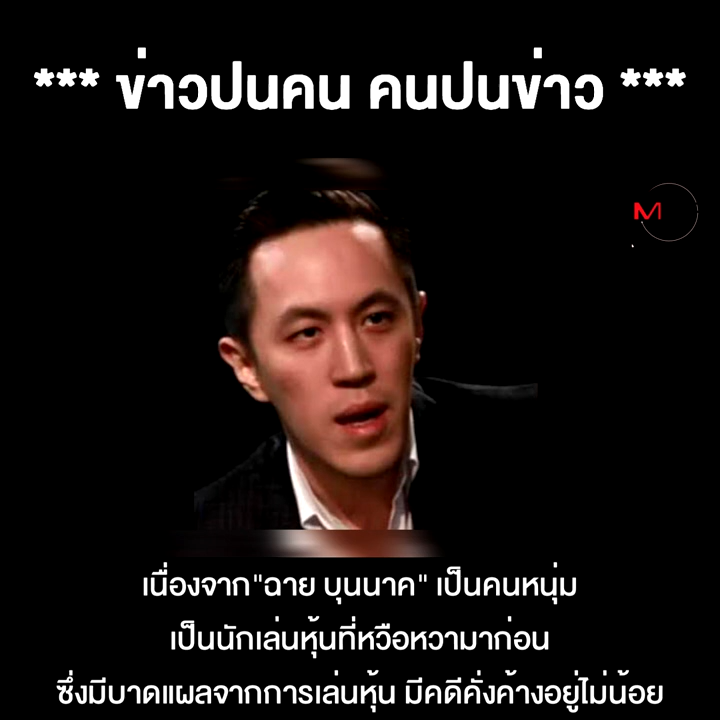 *** ข่าวปนคน คนปนข่าว ***
M
เนื่องจาก"ฉาย บุนนาค" เป็นคนหนุ่ม
เป็นนักเล่นหุ้นที่หวือหวามาก่อน
ซึ่งมีบาดแผลจากการเล่นหุ้น มีคดีคั่งค้างอยู่ไม่น้อย